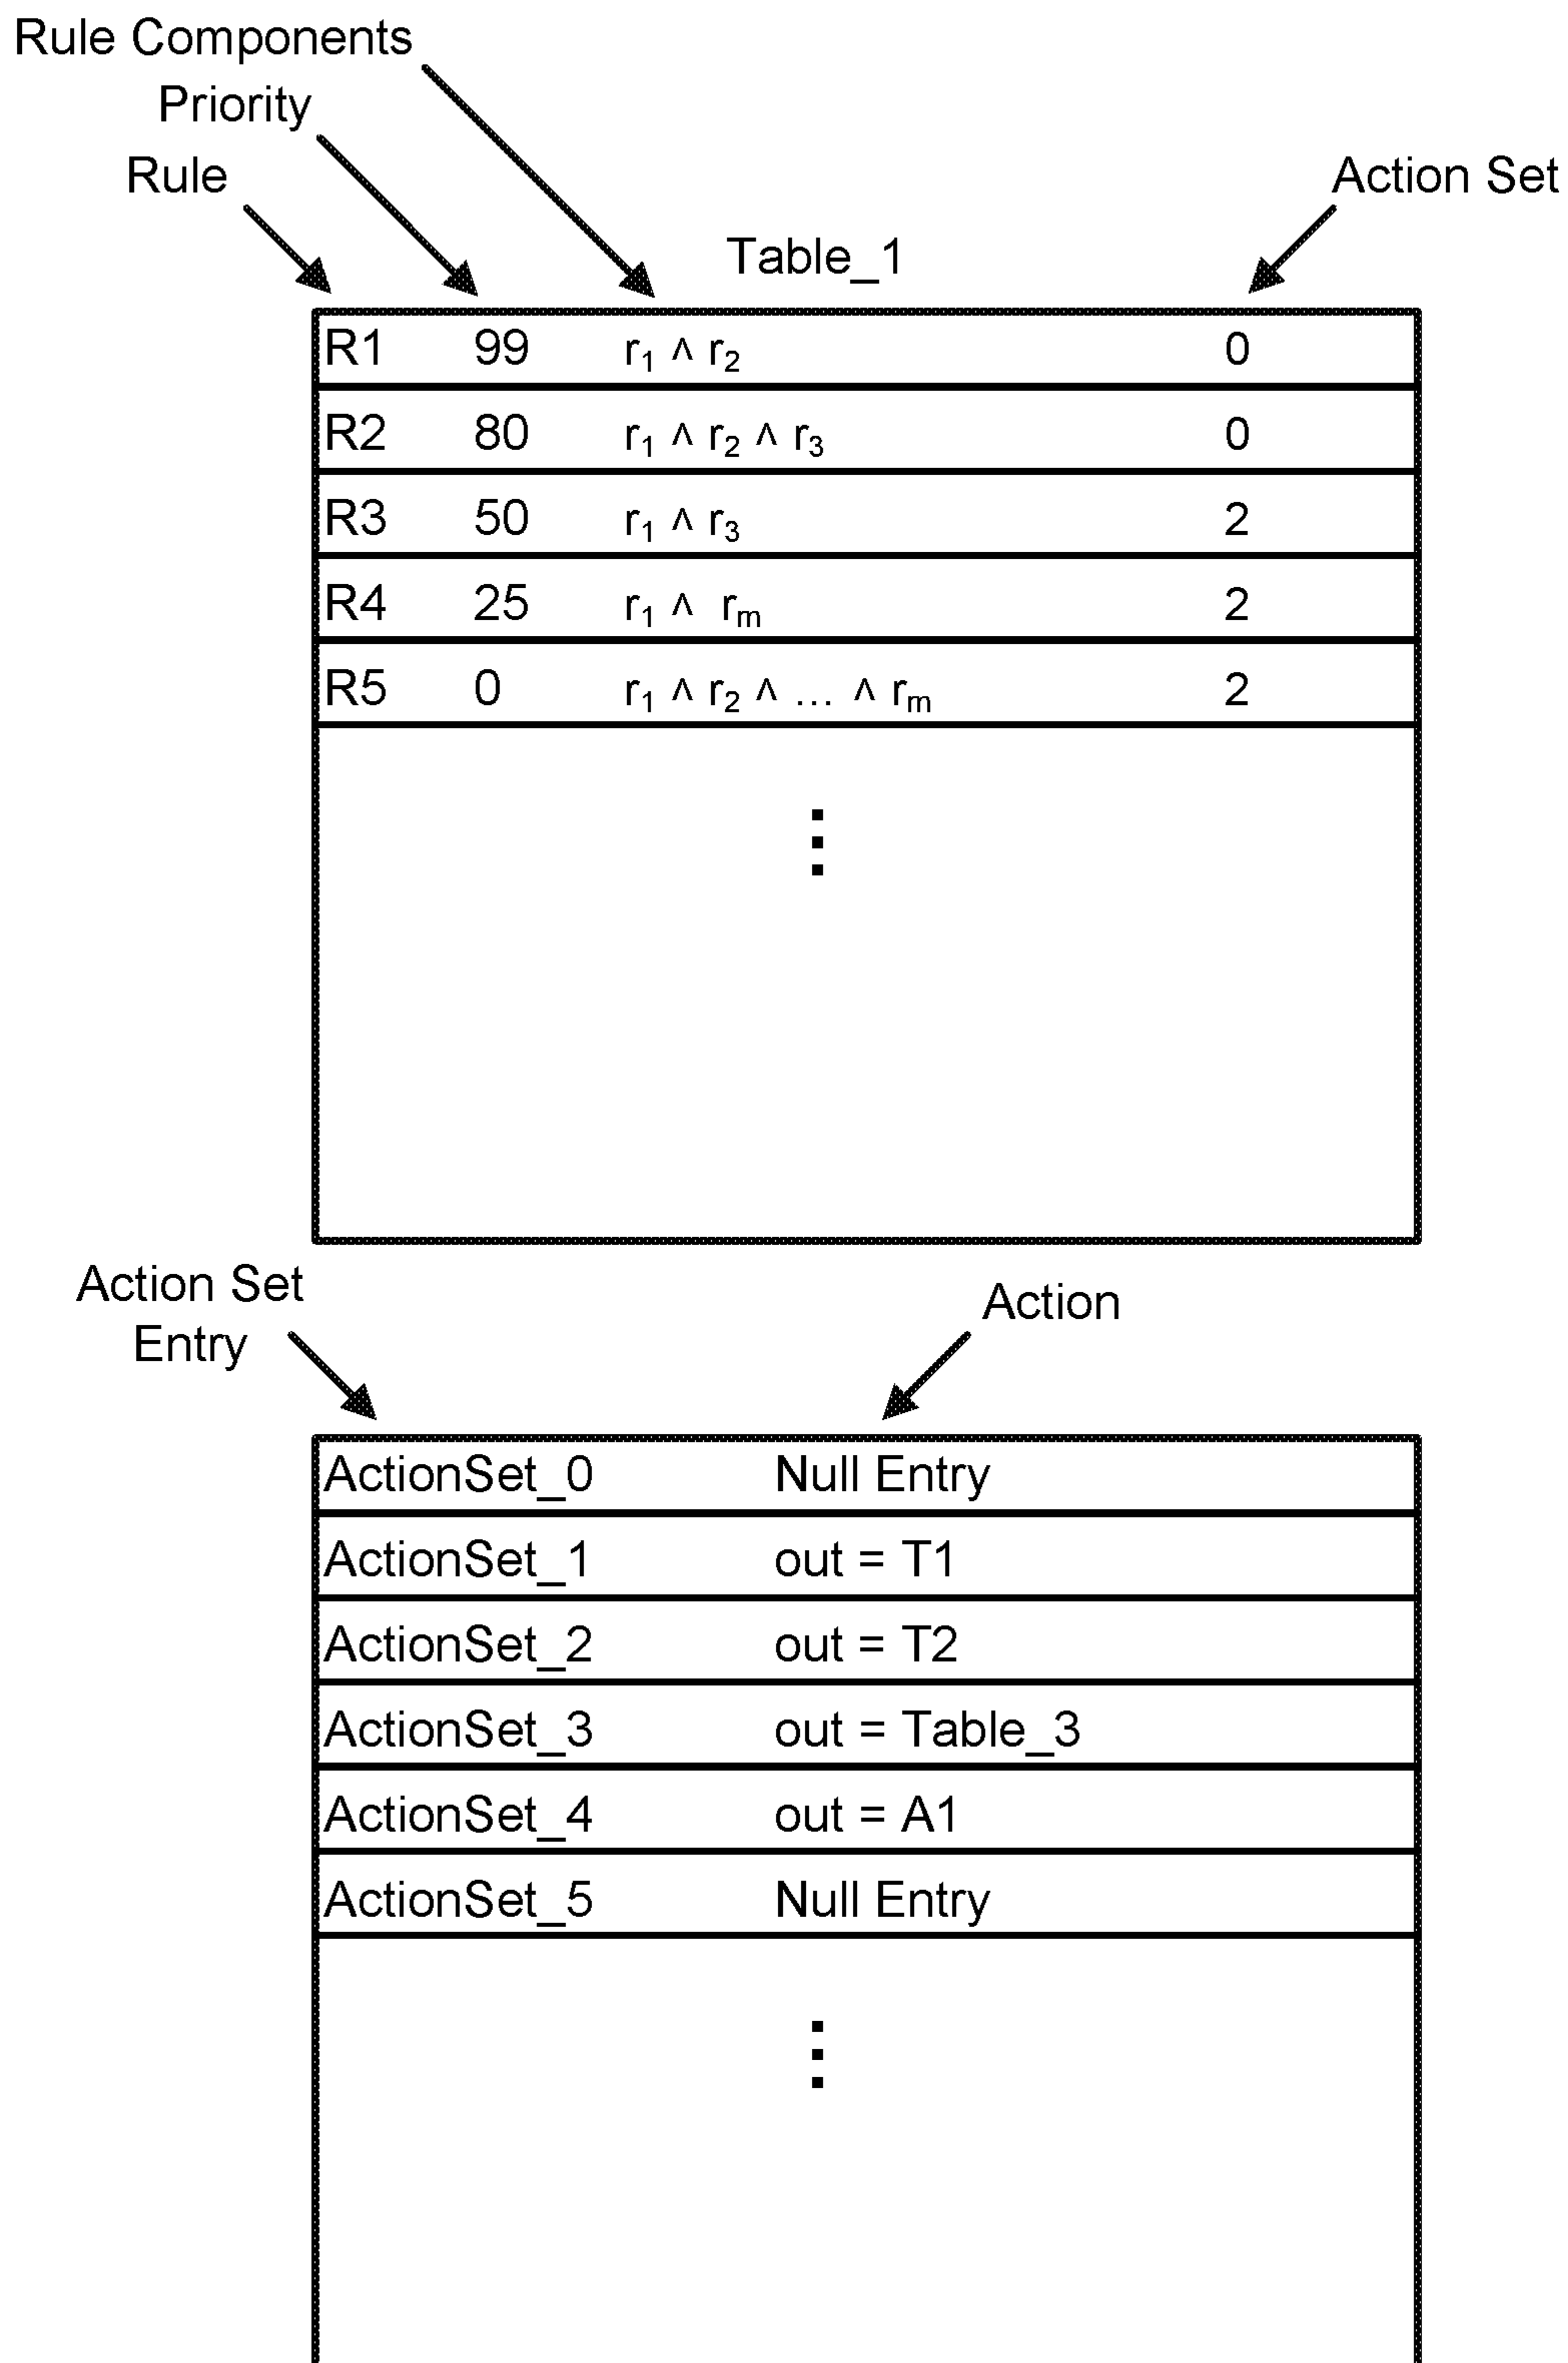 Rule Components
Priority
Rule
Action Set
Table_1
R1 99 r₁ ∧ r₂ 0
R2 80 r₁ ∧ r₂ ∧ r₃ 0
R3 50 r₁ ∧ r₃ 2
R4 25 r₁ ∧ rₘ 2
R5 0 r₁ ∧ r₂ ∧ ... ∧ rₘ 2
Action Set
Entry
Action
ActionSet_0 Null Entry
ActionSet_1 out = T1
ActionSet_2 out = T2
ActionSet_3 out = Table_3
ActionSet_4 out = A1
ActionSet_5 Null Entry